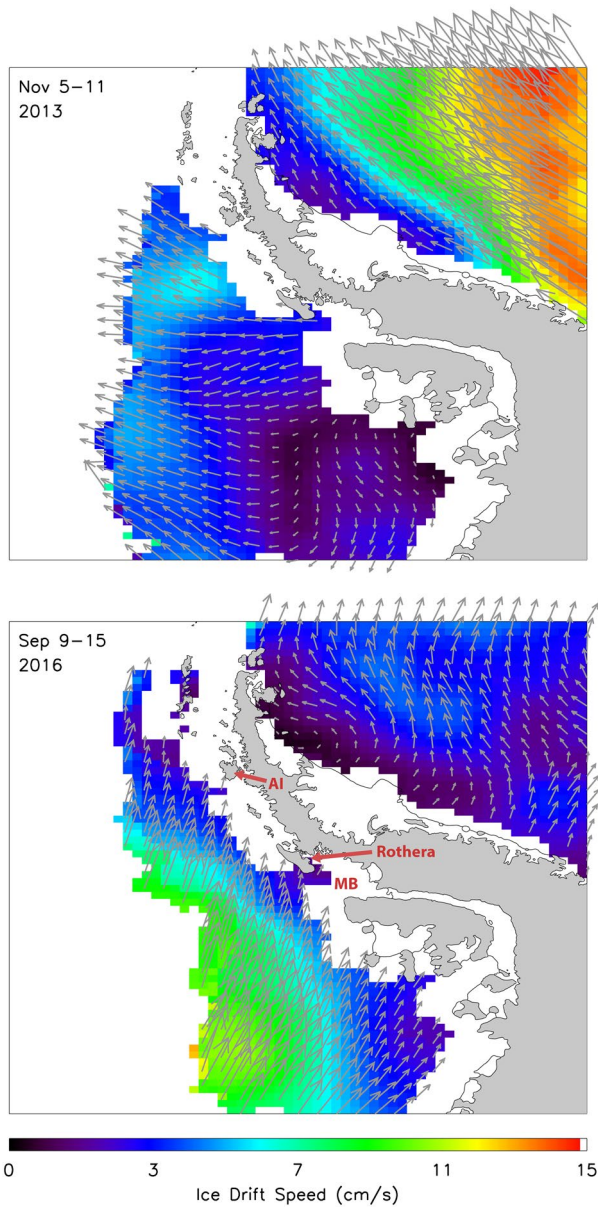 Nov 5-11
2013
Sep 9-15
2016
AI
Rothera
MB
0 3 7 11 15
Ice Drift Speed (cm/s)